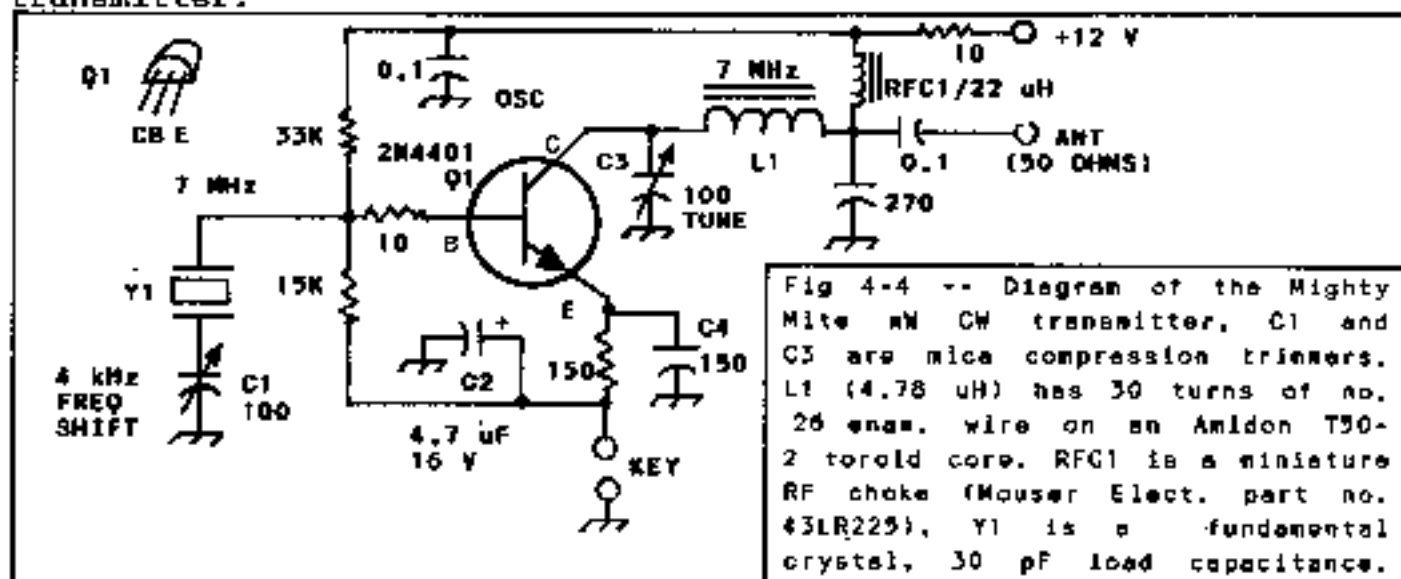 transmitter.
+12 V
10
Q1
0.1
7 MHz
RFC1/22 uH
OSC
CB E
33K
2N4401
Q1
C
C3
L1
0.1
ANT
(50 OHMS)
7 MHz
100
TUNE
270
10
B
Y1
15K
E
C4
150
4 kHz
FREQ
SHIFT
C1
100
+
C2
150
4.7 uF
16 V
KEY
Fig 4-4 -- Diagram of the Mighty
Mite mW CW transmitter. C1 and
C3 are mica compression trimmers.
L1 (4.78 uH) has 30 turns of no.
26 enam. wire on an Amidon T50-
2 toroid core. RFC1 is a miniature
RF choke (Mouser Elect. part no.
43LR225). Y1 is a fundamental
crystal, 30 pF load capacitance.